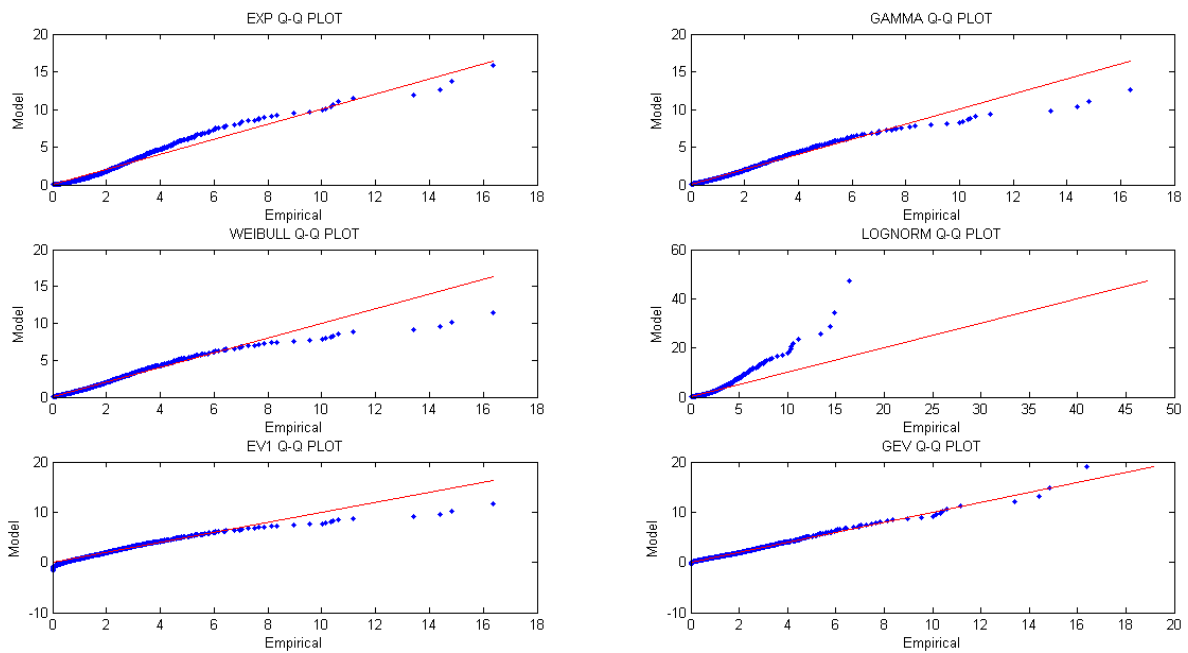 EXP Q-Q PLOT
20
15
10
5
0
Model
0 2 4 6 8 10 12 14 16 18
Empirical
GAMMA Q-Q PLOT
20
15
10
5
0
Model
0 2 4 6 8 10 12 14 16 18
Empirical
WEIBULL Q-Q PLOT
20
15
10
5
0
Model
0 2 4 6 8 10 12 14 16 18
Empirical
LOGNORM Q-Q PLOT
60
40
20
0
Model
0 5 10 15 20 25 30 35 40 45 50
Empirical
EV1 Q-Q PLOT
20
10
0
-10
Model
0 2 4 6 8 10 12 14 16 18
Empirical
GEV Q-Q PLOT
20
10
0
-10
Model
0 2 4 6 8 10 12 14 16 18 20
Empirical